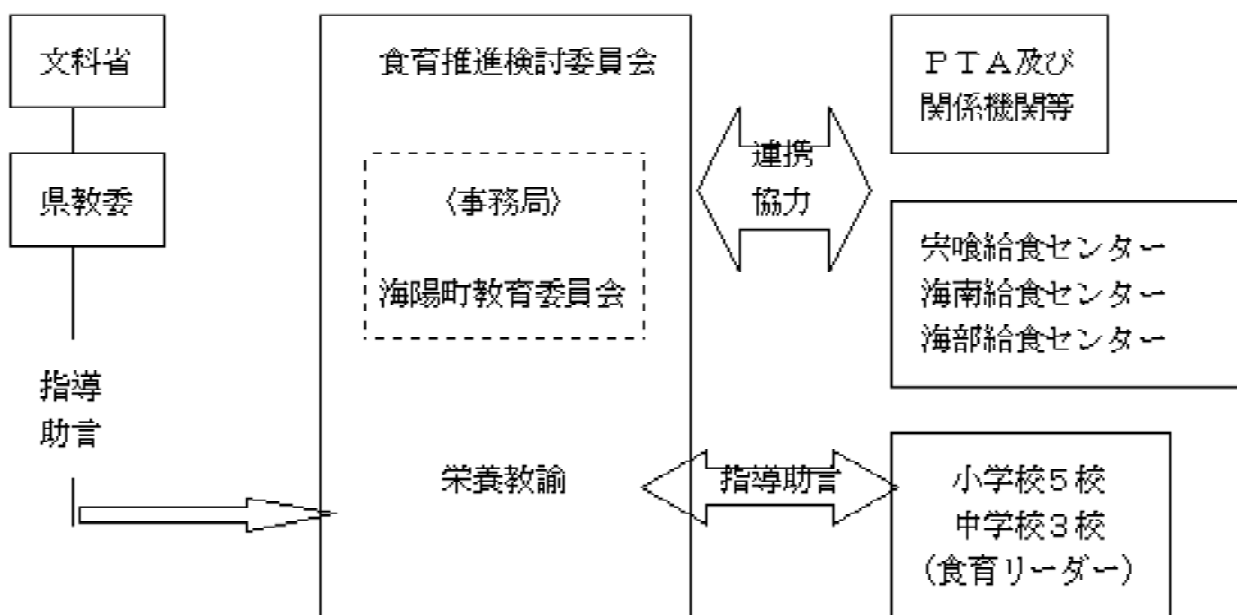 文科省
県教委
指導
助言
食育推進検討委員会
〈事務局〉
海陽町教育委員会
栄養教諭
連携
協力
指導助言
ＰＴＡ及び
関係機関等
宍喰給食センター
海南給食センター
海部給食センター
小学校５校
中学校３校
(食育リーダー)